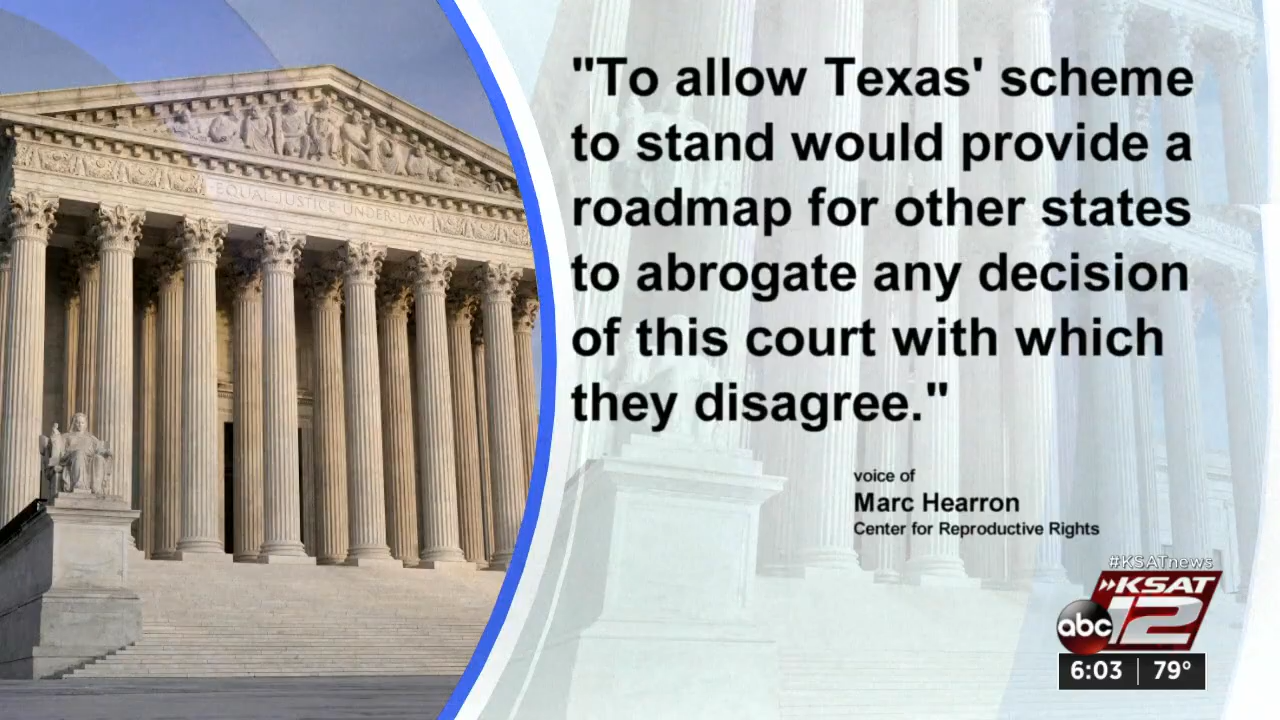 "To allow Texas' scheme
to stand would provide a
roadmap for other states
to abrogate any decision
of this court with which
they disagree."
voice of
Marc Hearron
Center for Reproductive Rights
EQUAL JUSTICE UNDER LAW
#KSATnews
KSAT
abc 12
6:03 79°